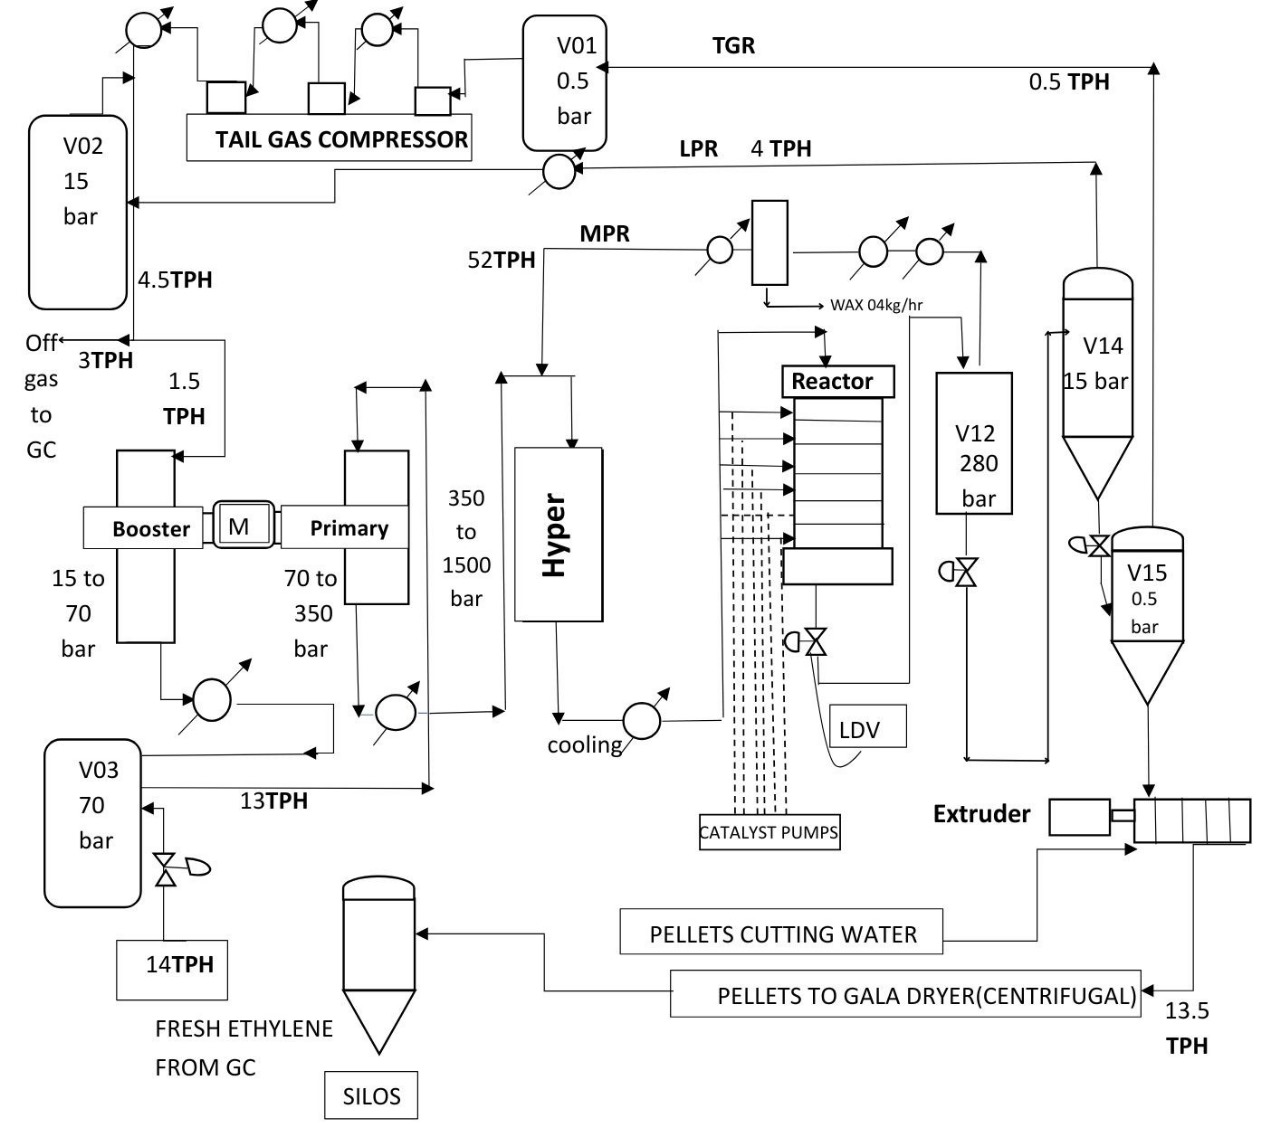 V01
0.5
bar
TGR
0.5 TPH
TAIL GAS COMPRESSOR
LPR 4 TPH
V02
15
bar
MPR
52TPH
4.5TPH
WAX 04kg/hr
Off
gas
to
GC
3TPH
1.5
TPH
Reactor
V14
15 bar
V12
280
bar
Booster
M
Primary
350
to
1500
bar
Hyper
15 to
70
bar
70 to
350
bar
V15
0.5
bar
LDV
cooling
V03
70
bar
13TPH
CATALYST PUMPS
Extruder
PELLETS CUTTING WATER
14TPH
PELLETS TO GALA DRYER(CENTRIFUGAL)
13.5
TPH
FRESH ETHYLENE
FROM GC
SILOS